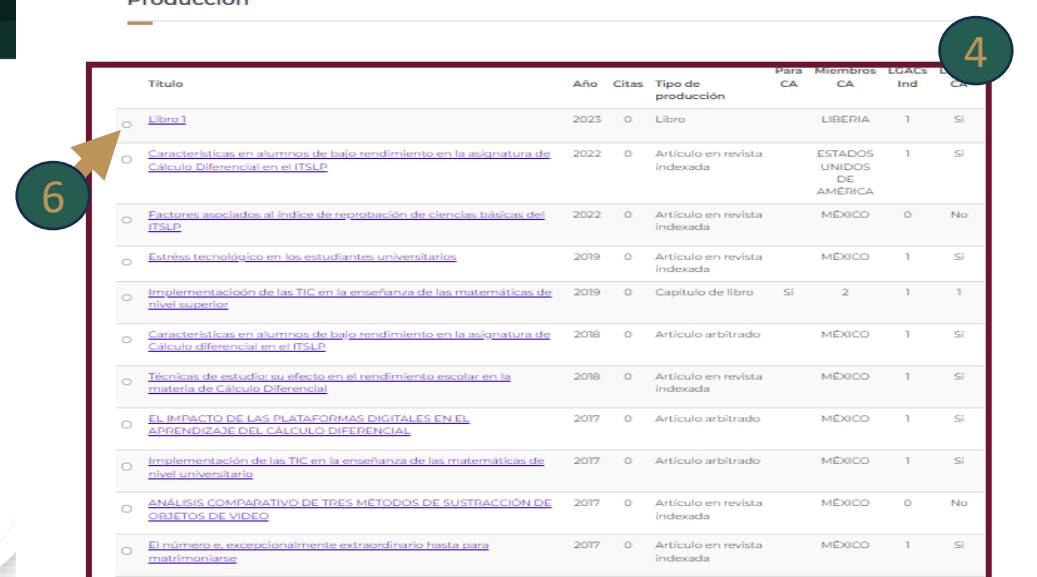 Producción
4
Para Miembros LGACs
Título Año Citas Tipo de CA CA Ind CA
producción
Libro 1 2023 0 Libro LIBERIA 1 Si
Características en alumnos de bajo rendimiento en la asignatura de 2022 0 Artículo en revista ESTADOS 1 Si
Cálculo Diferencial en el ITSLP indexada UNIDOS
DE
AMÉRICA
6
Factores asociados al índice de reprobación de ciencias básicas del 2022 0 Artículo en revista MÉXICO 0 No
ITSLP indexada
Estréss tecnológico en los estudiantes universitarios 2019 0 Artículo en revista MÉXICO 1 Si
indexada
Implementacioón de las TIC en la enseñanza de las matemáticas de 2019 0 Capítulo de libro Si 2 1 1
nivel superior
Características en alumnos de bajo rendimiento en la asignatura de 2018 0 Artículo arbitrado MÉXICO 1 Si
Cálculo diferencial en el ITSLP
Técnicas de estudio: su efecto en el rendimiento escolar en la 2018 0 Artículo en revista MÉXICO 1 Si
materia de Cálculo Diferencial indexada
EL IMPACTO DE LAS PLATAFORMAS DIGITALES EN EL 2017 0 Artículo arbitrado MÉXICO 1 Si
APRENDIZAJE DEL CÁLCULO DIFERENCIAL
Implementación de las TIC en la enseñanza de las matemáticas de 2017 0 Artículo arbitrado MÉXICO 1 Si
nivel universitario
ANÁLISIS COMPARATIVO DE TRES MÉTODOS DE SUSTRACCIÓN DE 2017 0 Artículo en revista MÉXICO 0 No
OBJETOS DE VIDEO indexada
El número e, excepcionalmente extraordinario hasta para 2017 0 Artículo en revista MÉXICO 1 Si
matrimoniarse indexada